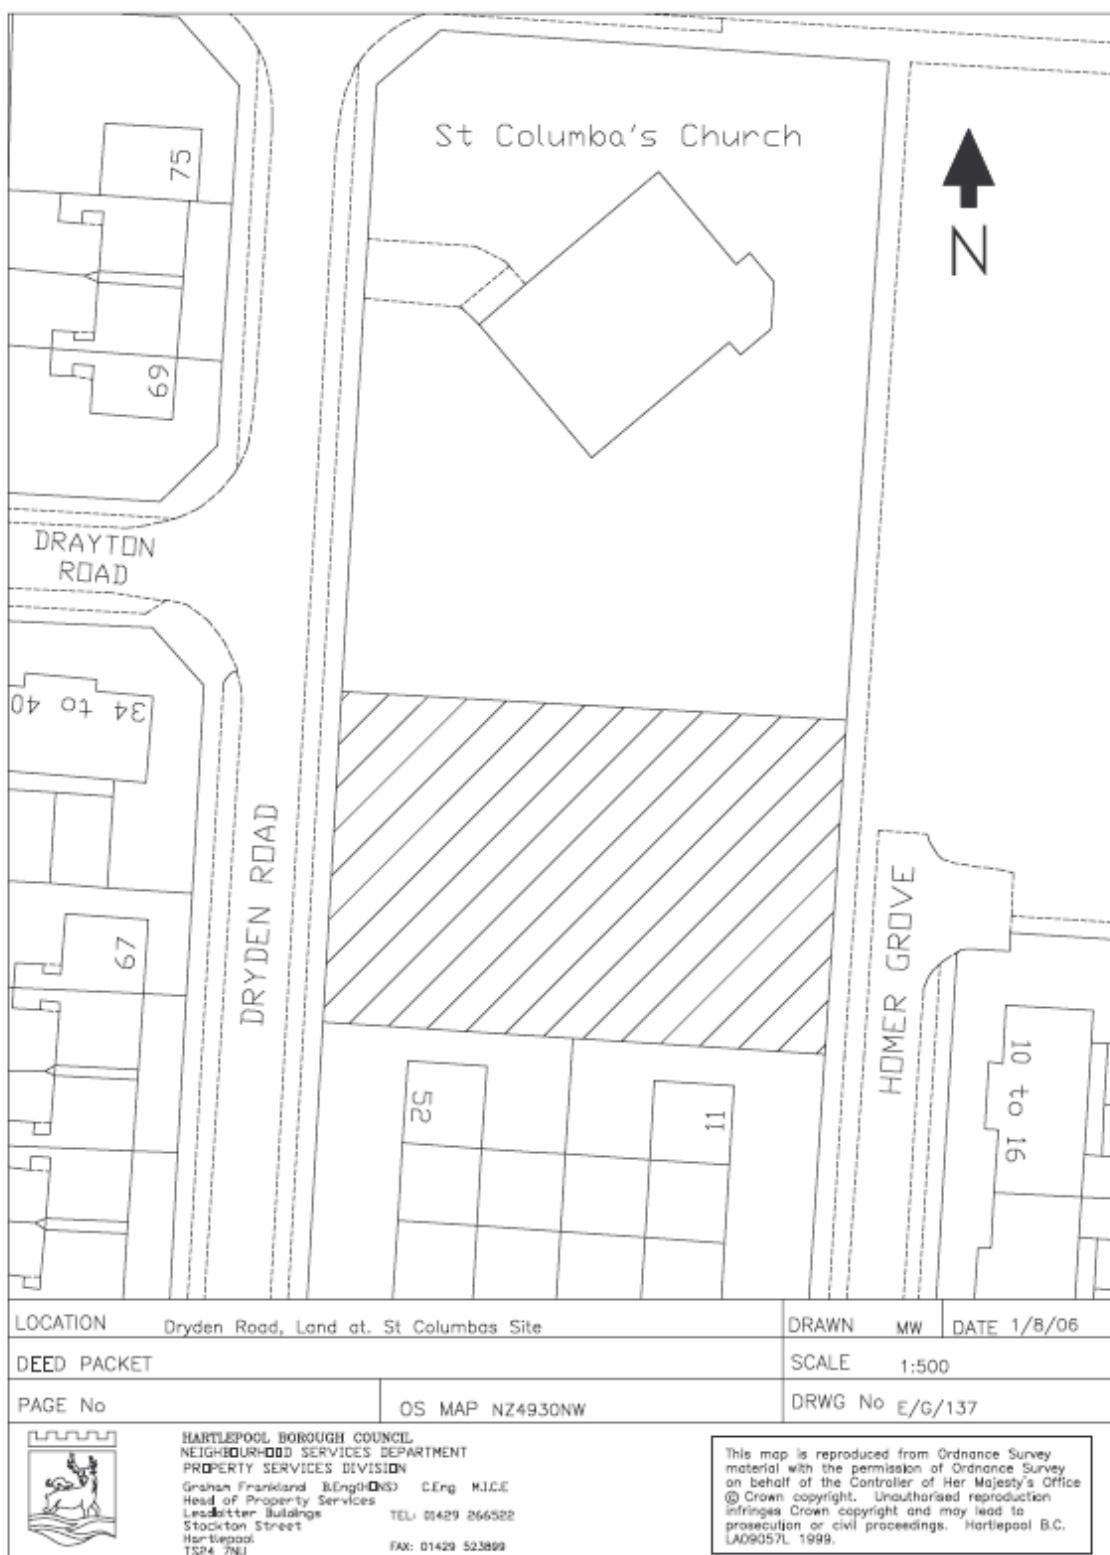 St Columba's Church
75
N
69
DRAYTON
ROAD
34 to 40
DRYDEN ROAD
67
HOMER GROVE
52
11
10 to 16
LOCATION Dryden Road, Land at. St Columbas Site
DRAWN MW
DATE 1/8/06
DEED PACKET
SCALE 1:500
PAGE No
OS MAP NZ4930NW
DRWG No E/G/137
HARTLEPOOL BOROUGH COUNCIL
NEIGHBOURHOOD SERVICES DEPARTMENT
PROPERTY SERVICES DIVISION
Graham Frankland BEng(HONS) C.Eng M.I.C.E
Head of Property Services
Leadbitter Buildings
Stockton Street
Hartlepool
TS24 7NU
TEL: 01429 266522
FAX: 01429 523899
This map is reproduced from Ordnance Survey
material with the permission of Ordnance Survey
on behalf of the Controller of Her Majesty's Office
© Crown copyright. Unauthorised reproduction
infringes Crown copyright and may lead to
prosecution or civil proceedings. Hartlepool B.C.
LA09057L 1999.